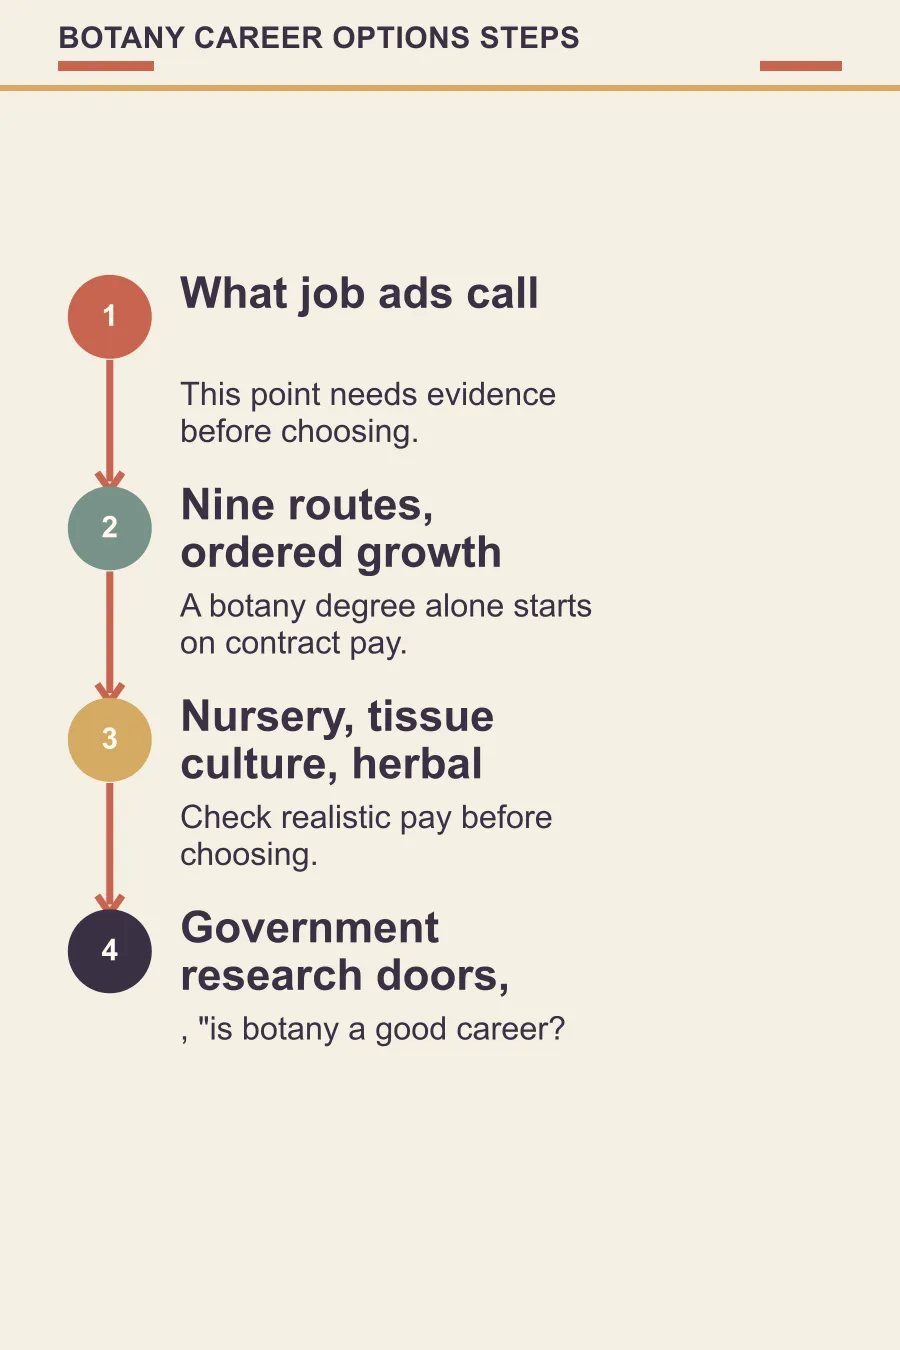 BOTANY CAREER OPTIONS STEPS
1
What job ads call
This point needs evidence
before choosing.
2
Nine routes,
ordered growth
A botany degree alone starts
on contract pay.
3
Nursery, tissue
culture, herbal
Check realistic pay before
choosing.
4
Government
research doors,
, "is botany a good career?